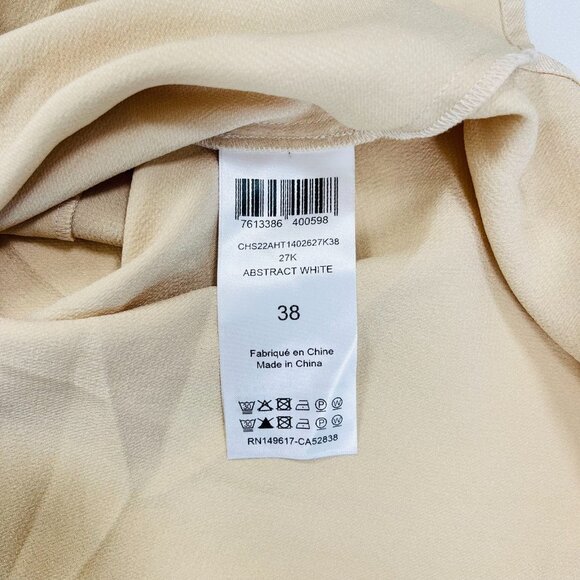 7613386 400598
CHS22AHT1402627K38
27K
ABSTRACT WHITE
38
Fabriqué en Chine
Made in China
RN149617-CA52838